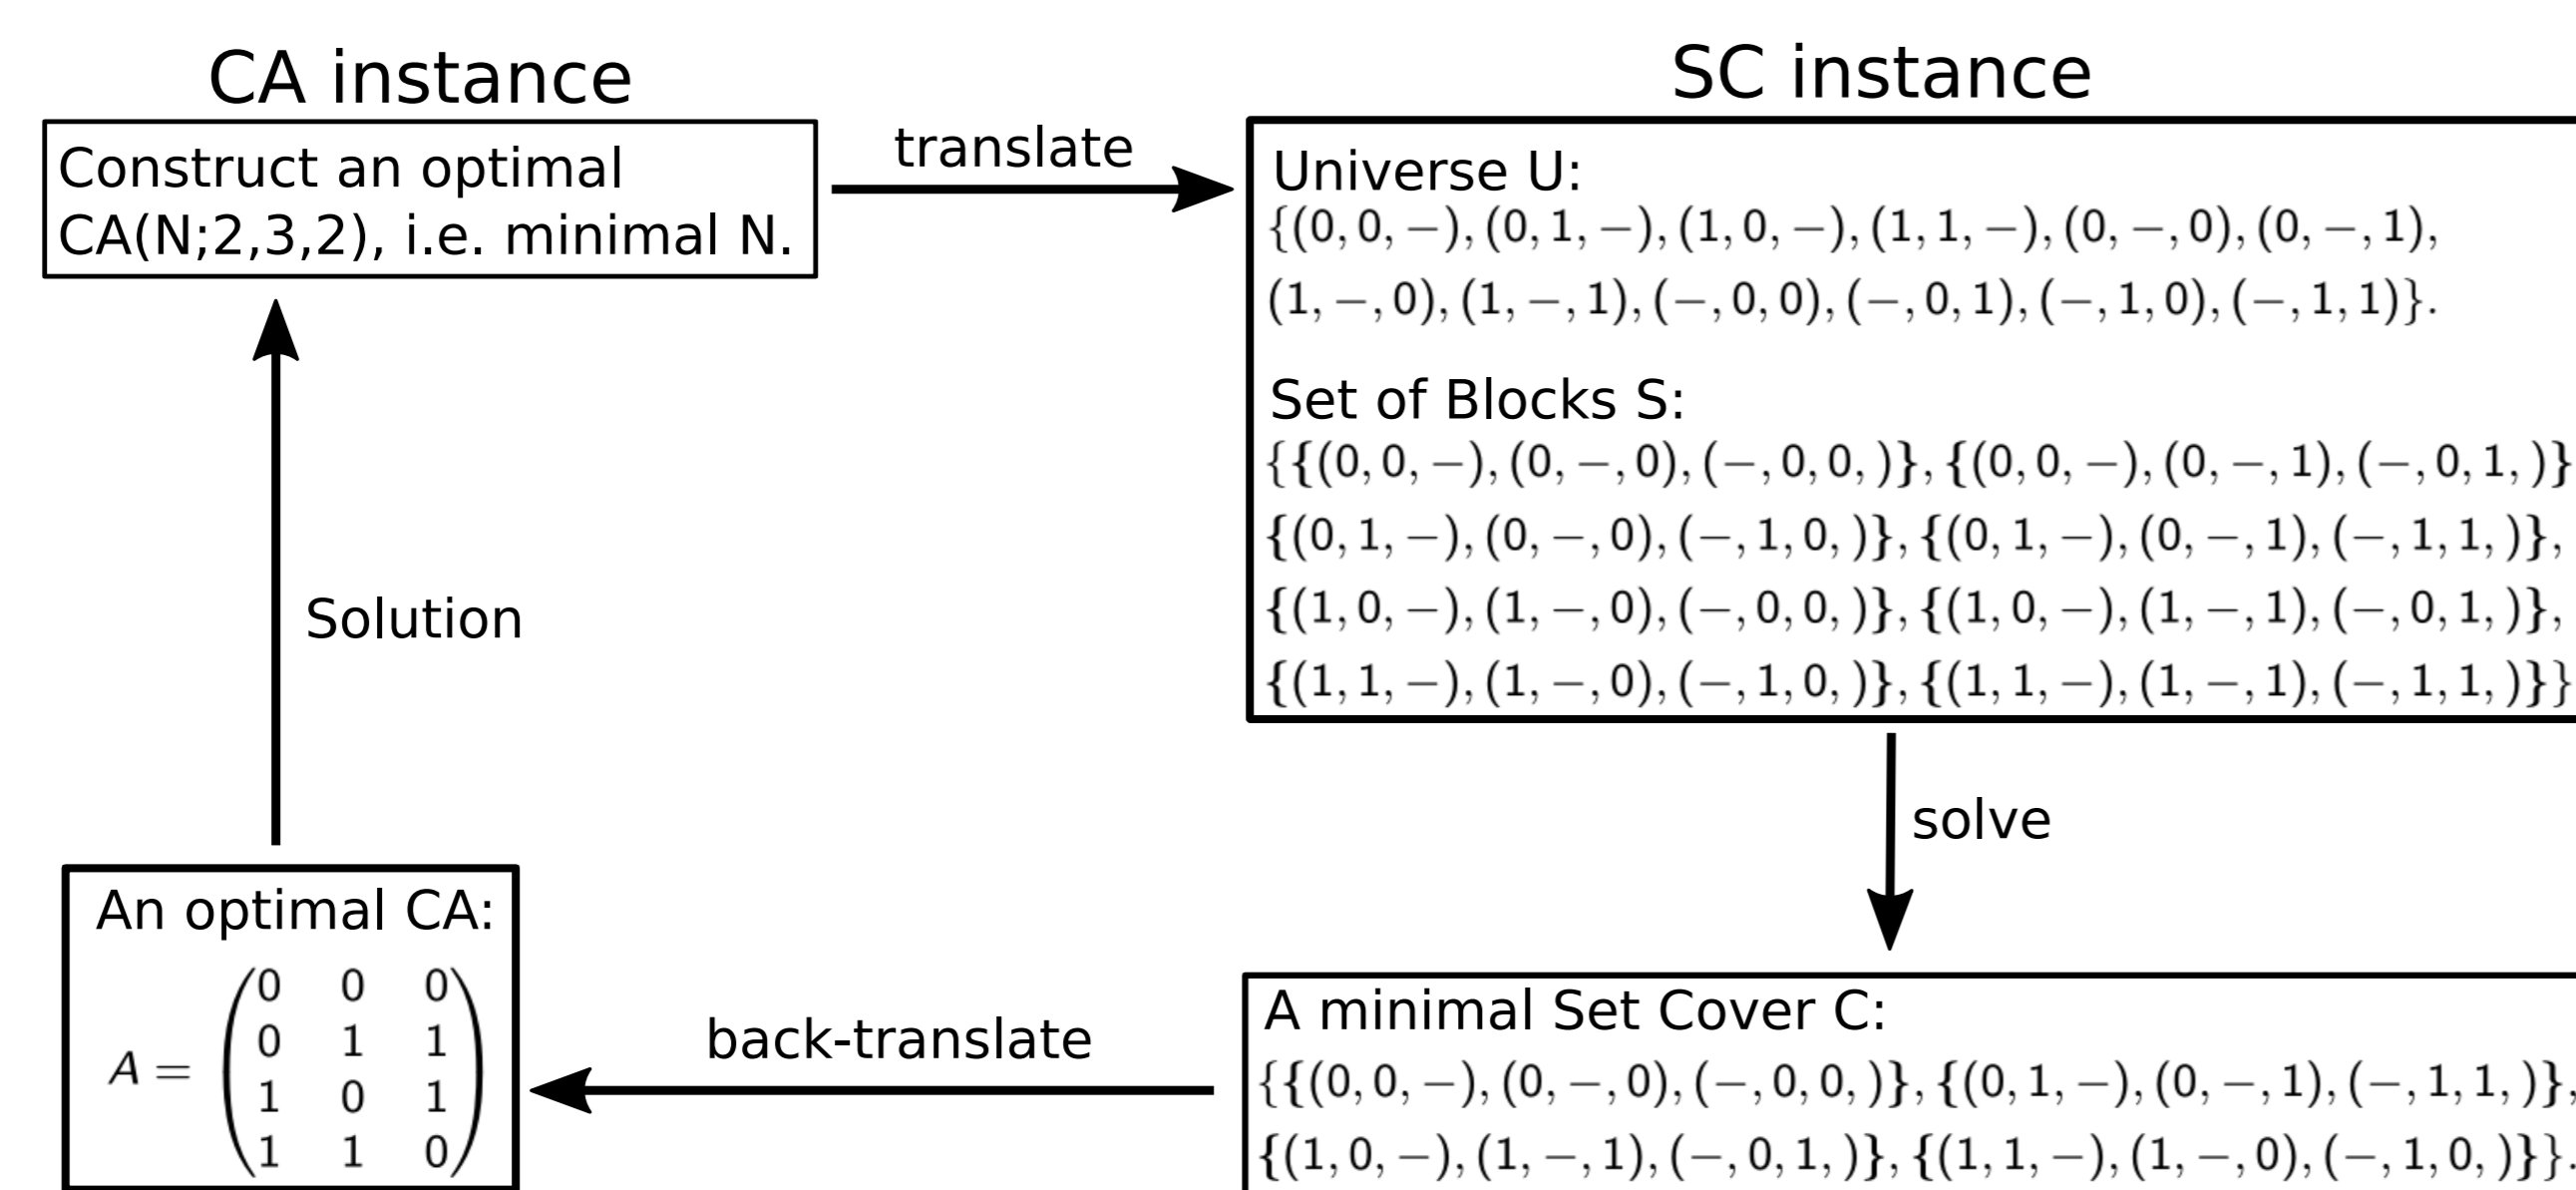 CA instance
Construct an optimal
CA(N;2,3,2), i.e. minimal N.
translate
SC instance
Universe U:
{(0, 0, −), (0, 1, −), (1, 0, −), (1, 1, −), (0, −, 0), (0, −, 1),
(1, −, 0), (1, −, 1), (−, 0, 0), (−, 0, 1), (−, 1, 0), (−, 1, 1)}.
Set of Blocks S:
{{(0, 0, −), (0, −, 0), (−, 0, 0, )}, {(0, 0, −), (0, −, 1), (−, 0, 1, )}
{(0, 1, −), (0, −, 0), (−, 1, 0, )}, {(0, 1, −), (0, −, 1), (−, 1, 1, )},
{(1, 0, −), (1, −, 0), (−, 0, 0, )}, {(1, 0, −), (1, −, 1), (−, 0, 1, )},
{(1, 1, −), (1, −, 0), (−, 1, 0, )}, {(1, 1, −), (1, −, 1), (−, 1, 1, )}}
solve
A minimal Set Cover C:
{{(0, 0, −), (0, −, 0), (−, 0, 0, )}, {(0, 1, −), (0, −, 1), (−, 1, 1, )},
{(1, 0, −), (1, −, 1), (−, 0, 1, )}, {(1, 1, −), (1, −, 0), (−, 1, 0, )}}.
back-translate
An optimal CA:
A =
0 0 0
0 1 1
1 0 1
1 1 0
Solution